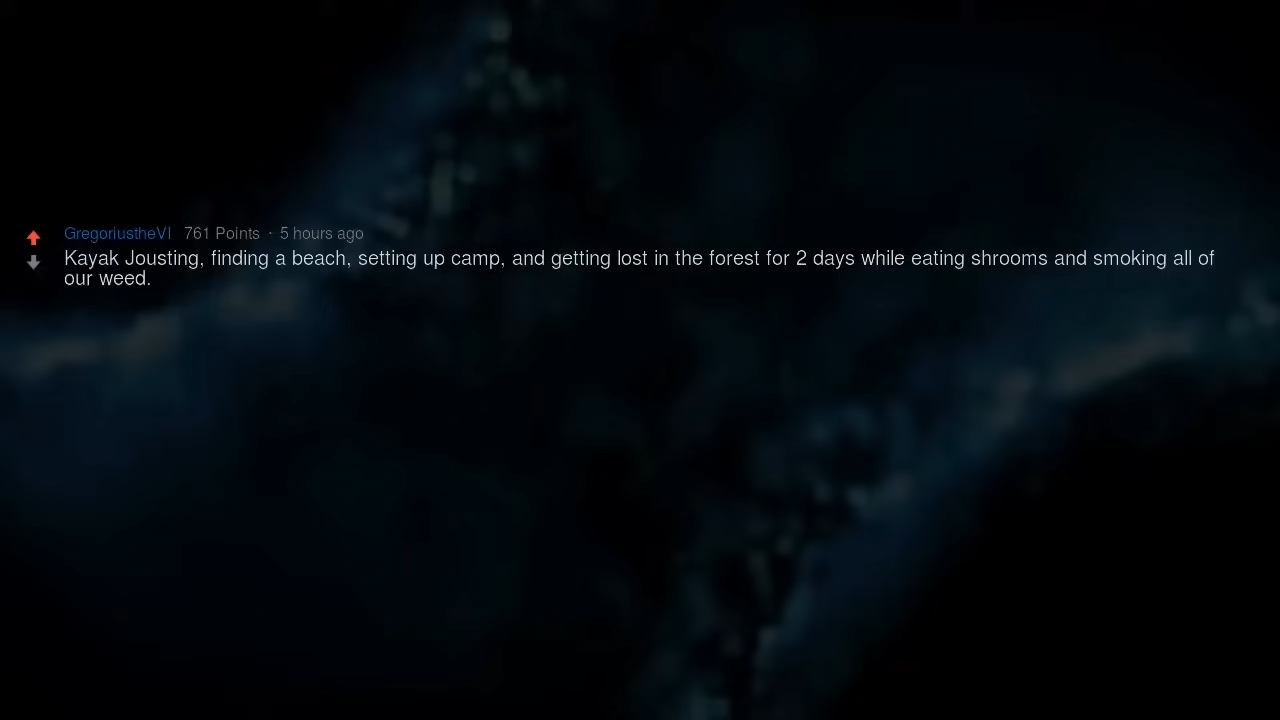 GregoriustheVI 761 Points · 5 hours ago
Kayak Jousting, finding a beach, setting up camp, and getting lost in the forest for 2 days while eating shrooms and smoking all of
our weed.